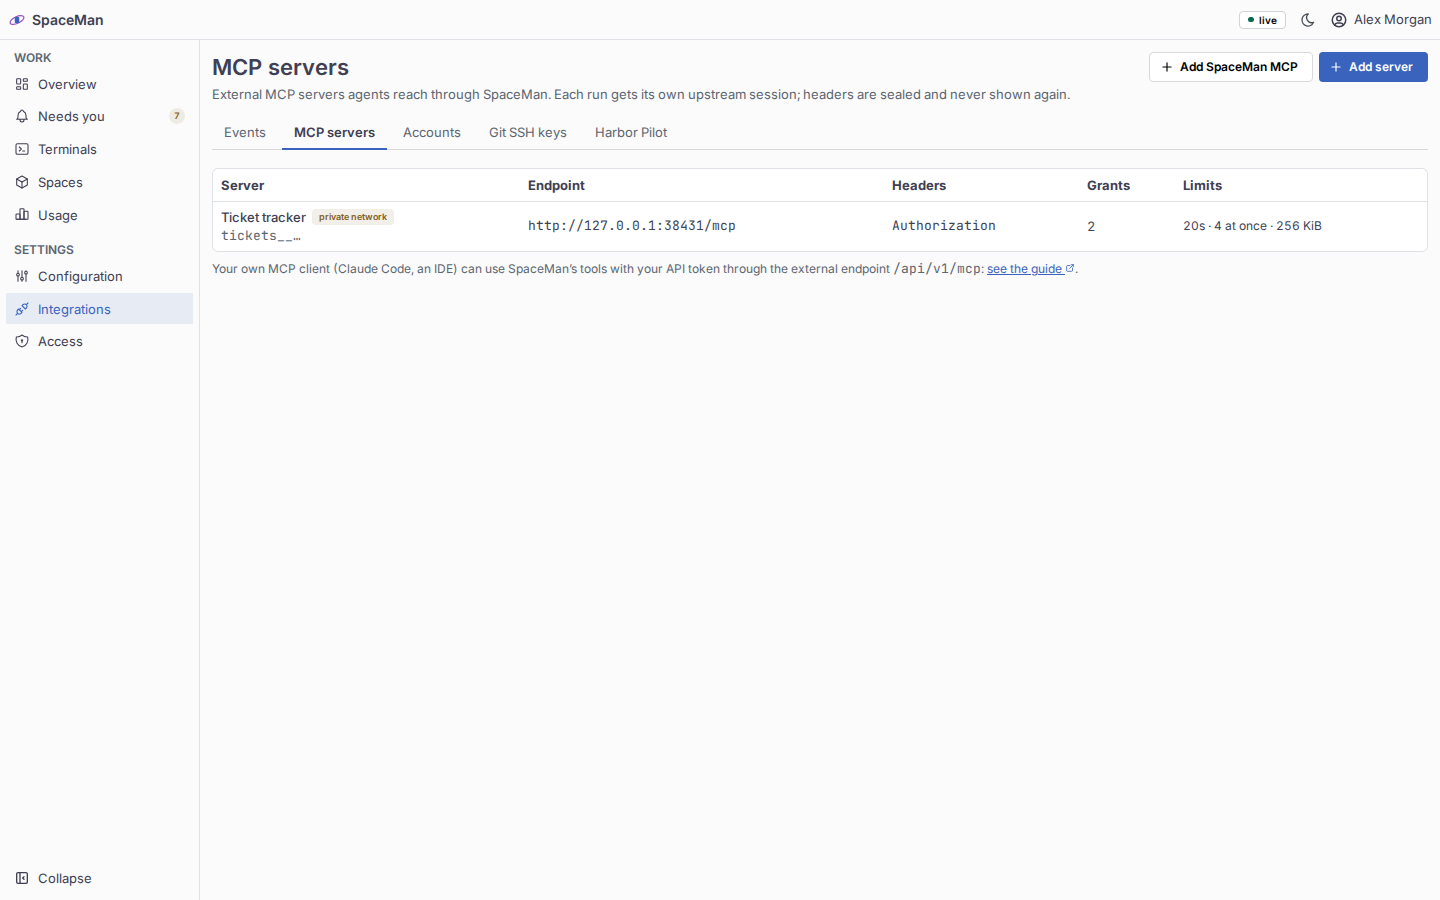 SpaceMan
live
Alex Morgan
WORK
Overview
Needs you 7
Terminals
Spaces
Usage
SETTINGS
Configuration
Integrations
Access
Collapse
MCP servers
Add SpaceMan MCP
Add server
External MCP servers agents reach through SpaceMan. Each run gets its own upstream session; headers are sealed and never shown again.
Events MCP servers Accounts Git SSH keys Harbor Pilot
Server Endpoint Headers Grants Limits
Ticket tracker private network
tickets__…
http://127.0.0.1:38431/mcp Authorization 2 20s · 4 at once · 256 KiB
Your own MCP client (Claude Code, an IDE) can use SpaceMan's tools with your API token through the external endpoint /api/v1/mcp: see the guide.